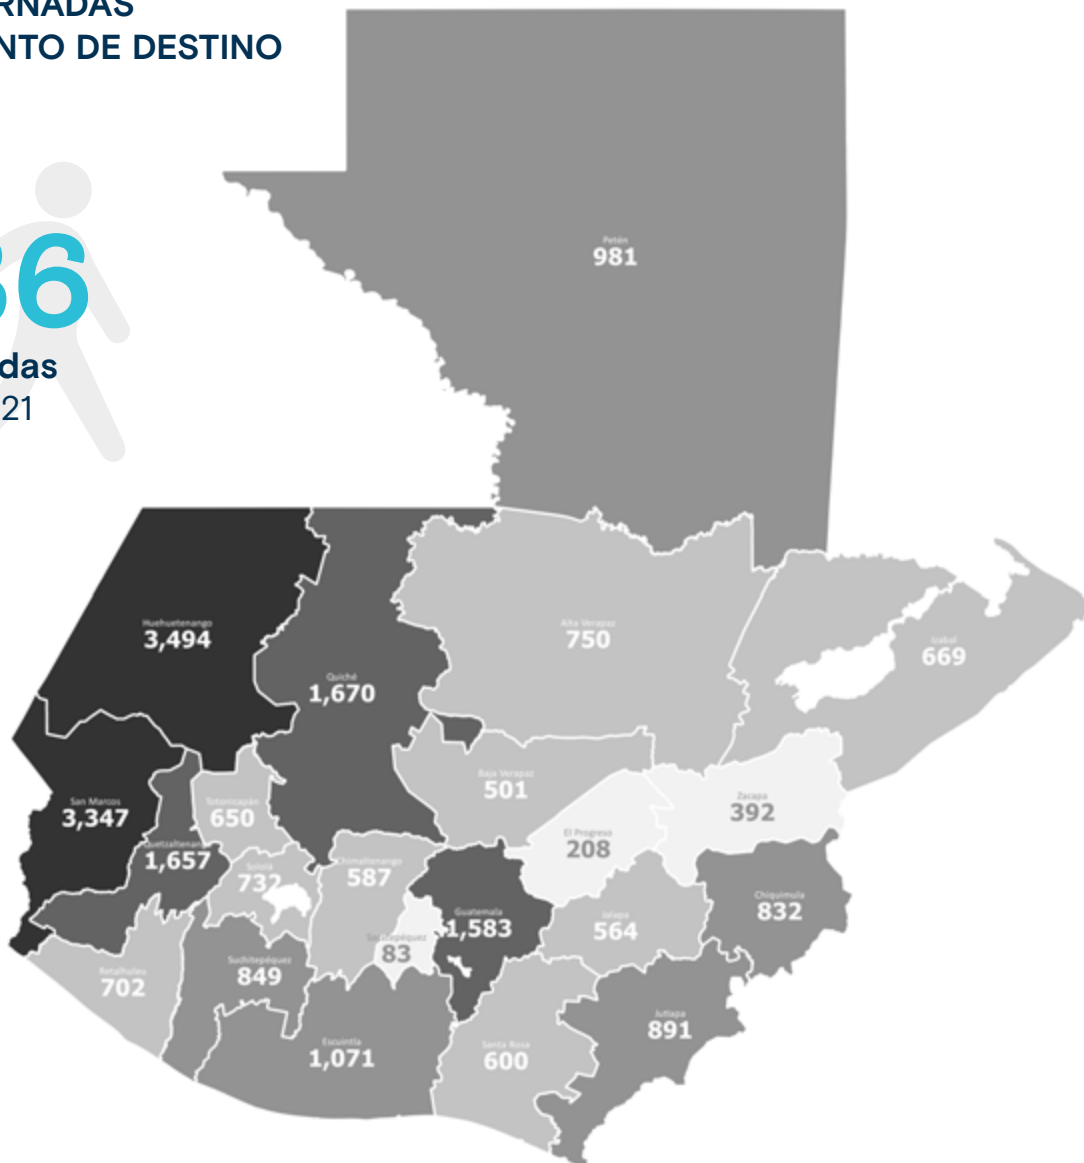 RNADAS
NTO DE DESTINO
36
das
21
Petén
981
Huehuetenango
3,494
Quiché
1,670
Alta Verapaz
750
Izabal
669
San Marcos
3,347
Totonicapán
650
Baja Verapaz
501
Zacapa
392
Quetzaltenango
1,657
El Progreso
208
Sololá
732
Chimaltenango
587
Guatemala
1,583
Chiquimula
832
Jalapa
564
Sacatepéquez
83
Retalhuleu
702
Suchitepéquez
849
Escuintla
1,071
Santa Rosa
600
Jutiapa
891